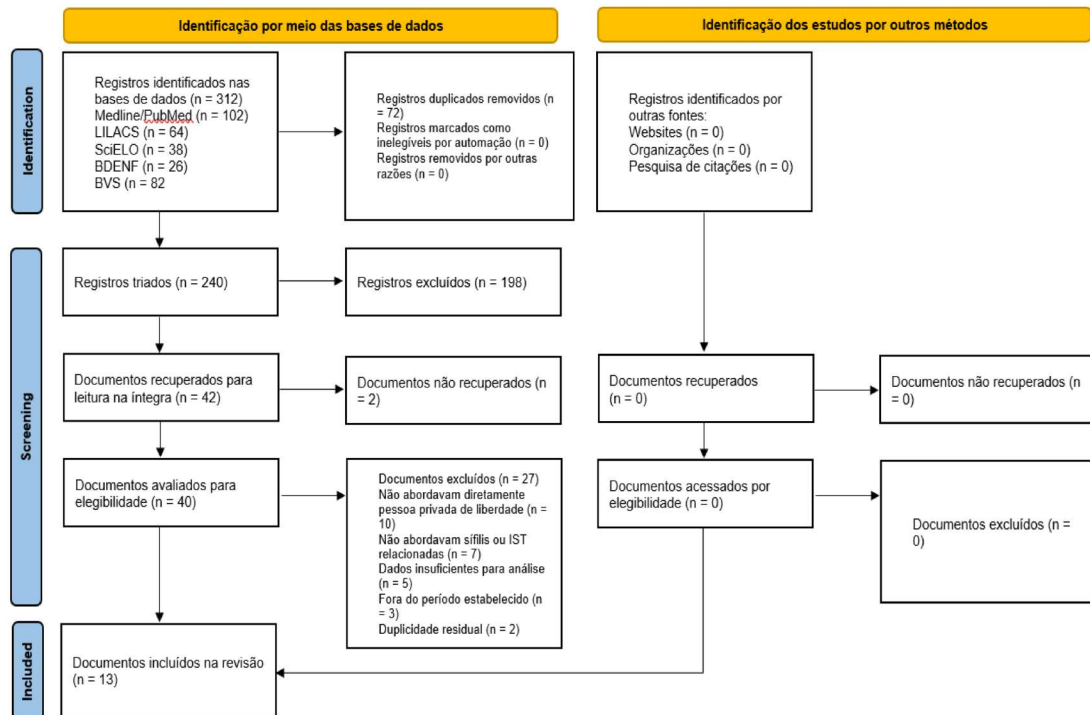 Identificação por meio das bases de dados
Identificação dos estudos por outros métodos
Identification
Registros identificados nas
bases de dados (n = 312)
Medline/PubMed (n = 102)
LILACS (n = 64)
SciELO (n = 38)
BDENF (n = 26)
BVS (n = 82
Registros duplicados removidos (n
= 72)
Registros marcados como
inelegíveis por automação (n = 0)
Registros removidos por outras
razões (n = 0)
Registros identificados por
outras fontes:
Websites (n = 0)
Organizações (n = 0)
Pesquisa de citações (n = 0)
Screening
Registros triados (n = 240)
Registros excluídos (n = 198)
Documentos recuperados para
leitura na íntegra (n = 42)
Documentos não recuperados (n
= 2)
Documentos recuperados
(n = 0)
Documentos não recuperados (n
= 0)
Documentos avaliados para
elegibilidade (n = 40)
Documentos excluídos (n = 27)
Não abordavam diretamente
pessoa privada de liberdade (n =
10)
Não abordavam sífilis ou IST
relacionadas (n = 7)
Dados insuficientes para análise
(n = 5)
Fora do período estabelecido (n
= 3)
Duplicidade residual (n = 2)
Documentos acessados por
elegibilidade (n = 0)
Documentos excluídos (n =
0)
Included
Documentos incluídos na revisão
(n = 13)